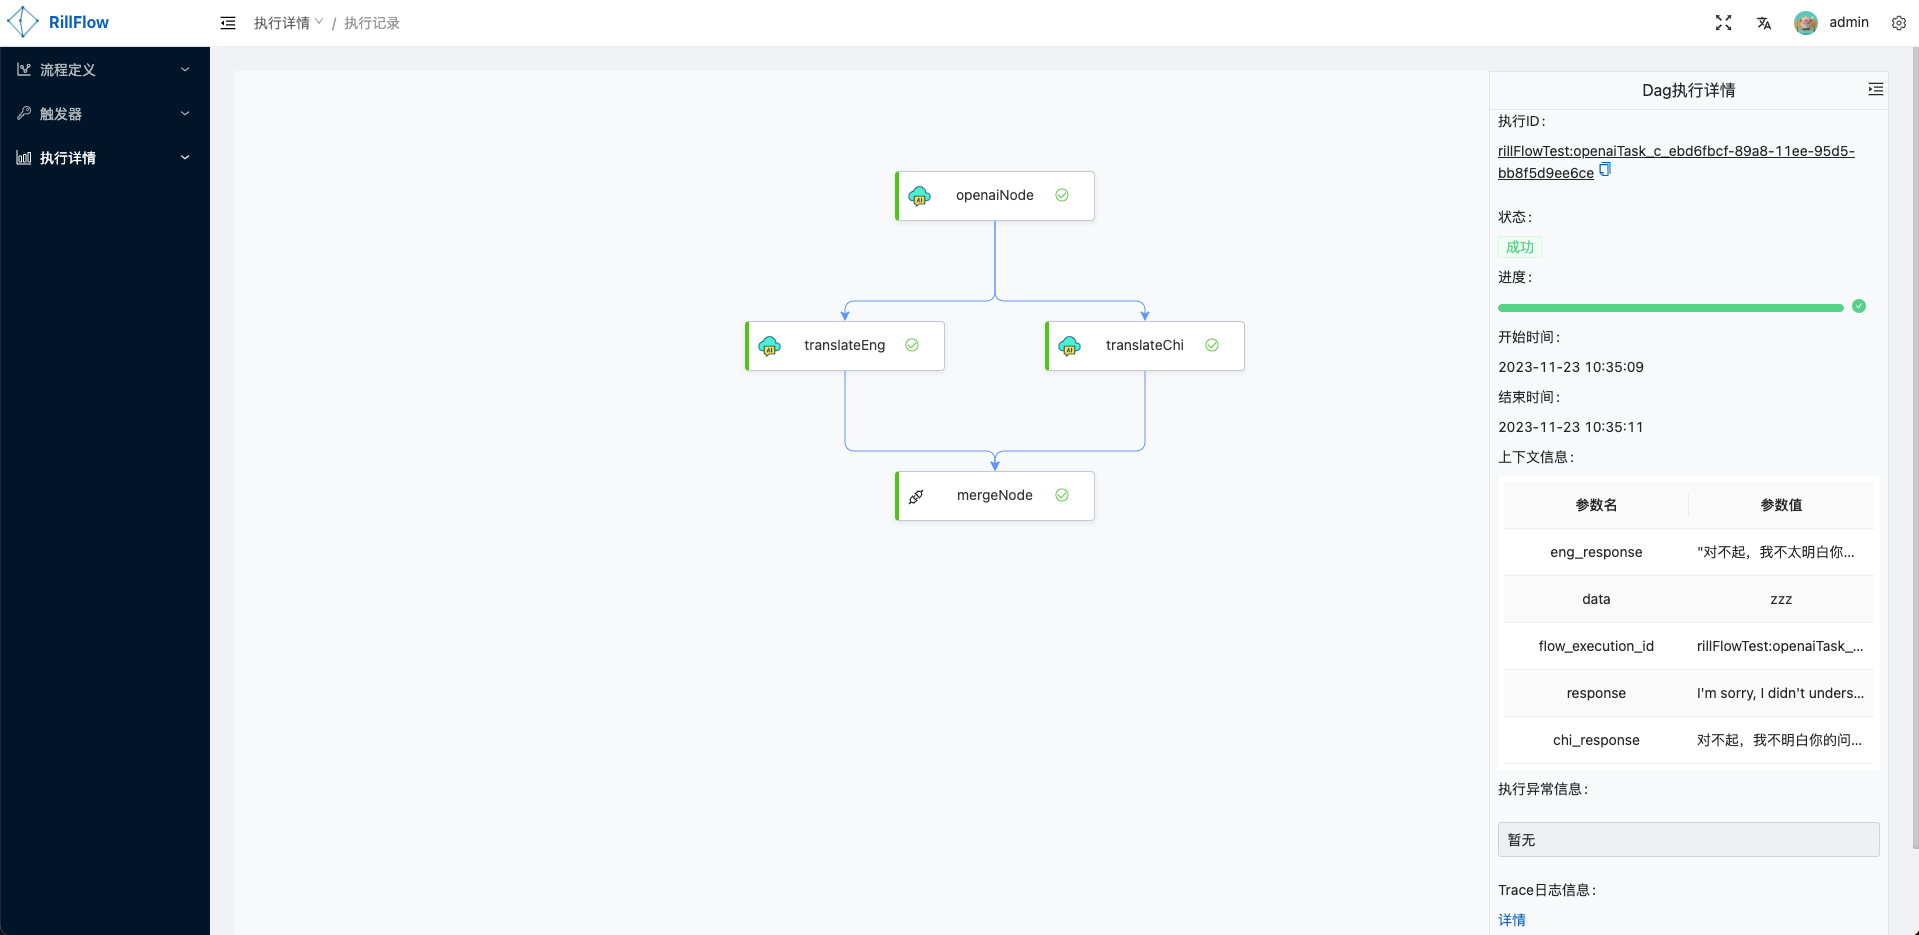 RillFlow
执行详情 / 执行记录
admin
流程定义
触发器
执行详情
openaiNode
translateEng
translateChi
mergeNode
Dag执行详情
执行ID:
rillFlowTest:openaiTask_c_ebd6fbcf-89a8-11ee-95d5-
bb8f5d9ee6ce
状态:
成功
进度:
开始时间:
2023-11-23 10:35:09
结束时间:
2023-11-23 10:35:11
上下文信息:
参数名 参数值
eng_response "对不起，我不太明白你...
data zzz
flow_execution_id rillFlowTest:openaiTask_...
response I'm sorry, I didn't unders...
chi_response 对不起，我不明白你的问...
执行异常信息:
暂无
Trace日志信息:
详情